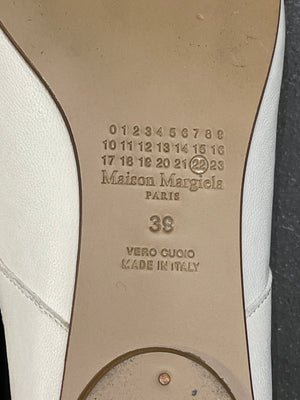 0 1 2 3 4 5 6 7 8 9
10 11 12 13 14 15 16
17 18 19 20 21 22 23
Maison Margiela
PARIS
39
VERO CUOIO
MADE IN ITALY